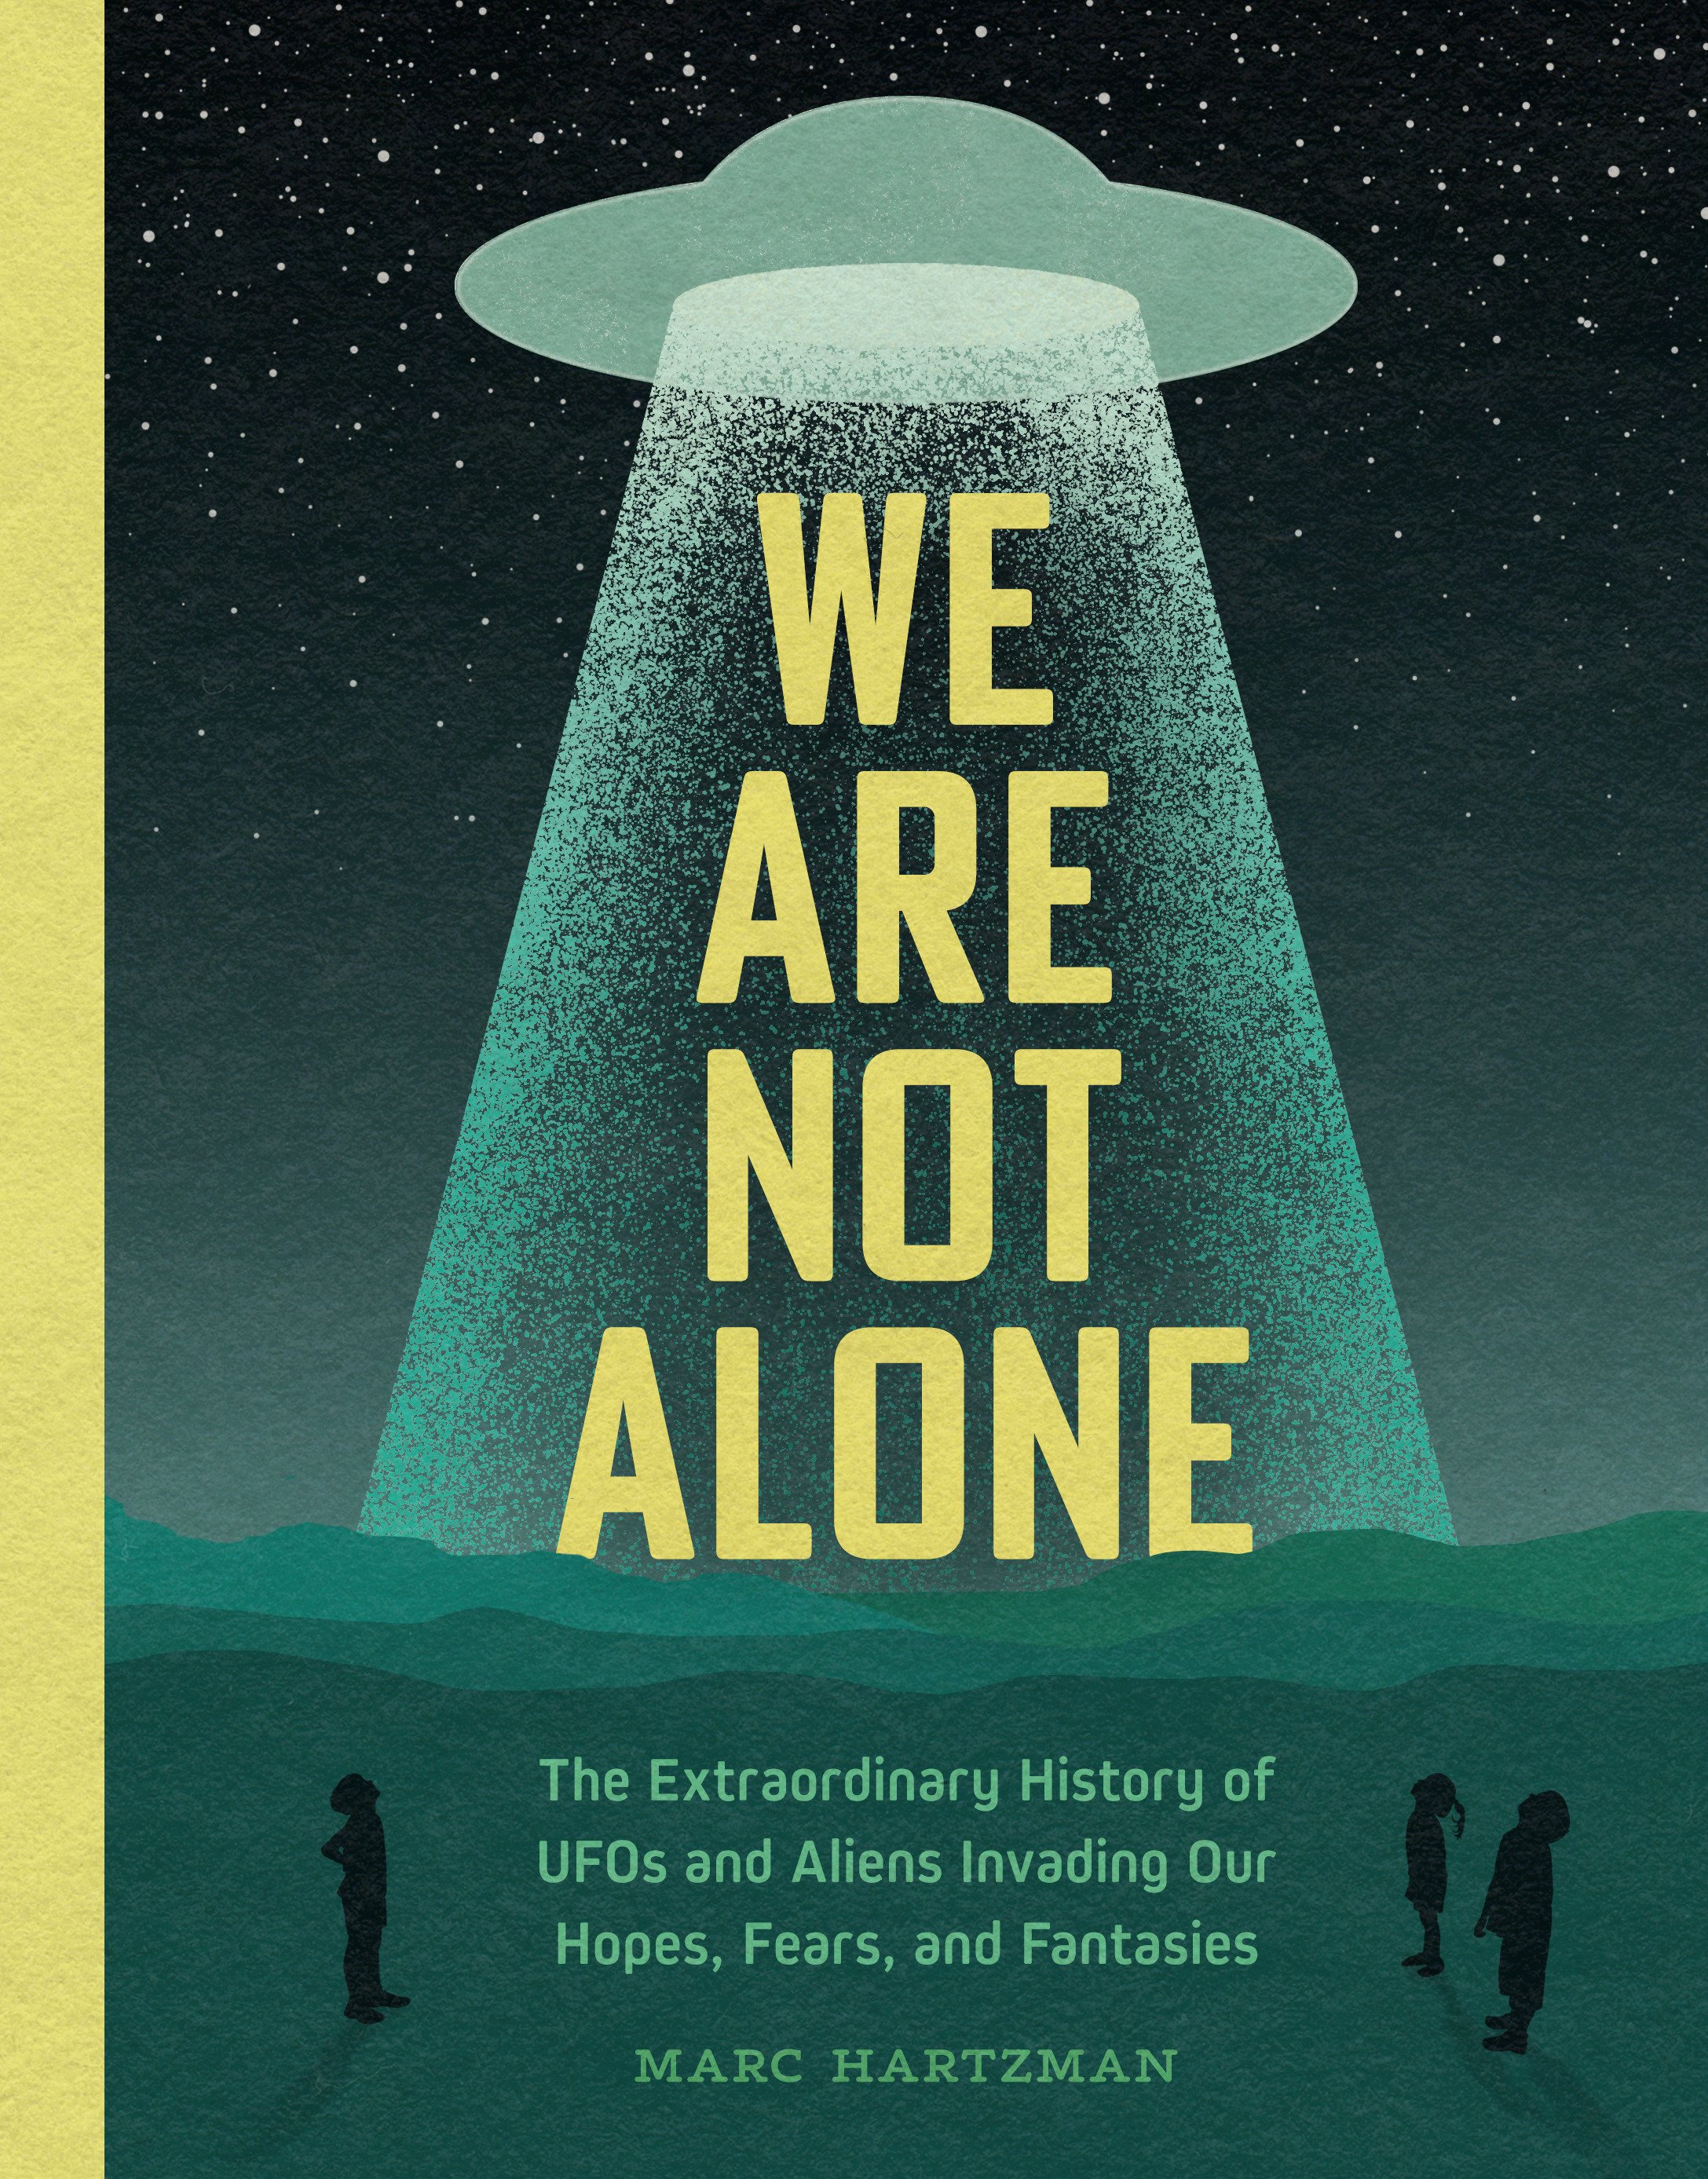 WE
ARE
NOT
ALONE
The Extraordinary History of
UFOs and Aliens Invading Our
Hopes, Fears, and Fantasies
MARC HARTZMAN